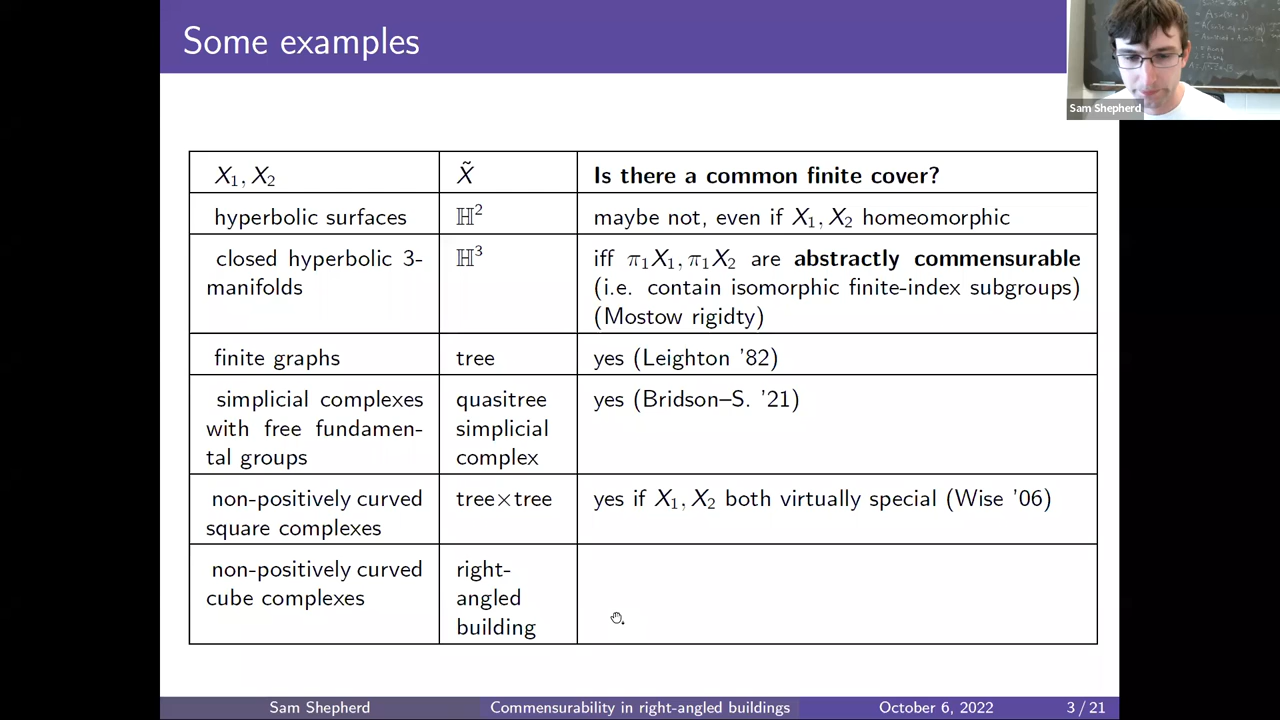 Some examples
Sam Shepherd
X₁, X₂ X̃ Is there a common finite cover?
hyperbolic surfaces ℍ² maybe not, even if X₁, X₂ homeomorphic
closed hyperbolic 3-
manifolds
ℍ³
iff π₁X₁, π₁X₂ are abstractly commensurable
(i.e. contain isomorphic finite-index subgroups)
(Mostow rigidty)
finite graphs tree yes (Leighton '82)
simplicial complexes
with free fundamen-
tal groups
quasitree
simplicial
complex
yes (Bridson–S. '21)
non-positively curved
square complexes
tree×tree
yes if X₁, X₂ both virtually special (Wise '06)
non-positively curved
cube complexes
right-
angled
building
Sam Shepherd Commensurability in right-angled buildings October 6, 2022 3 / 21